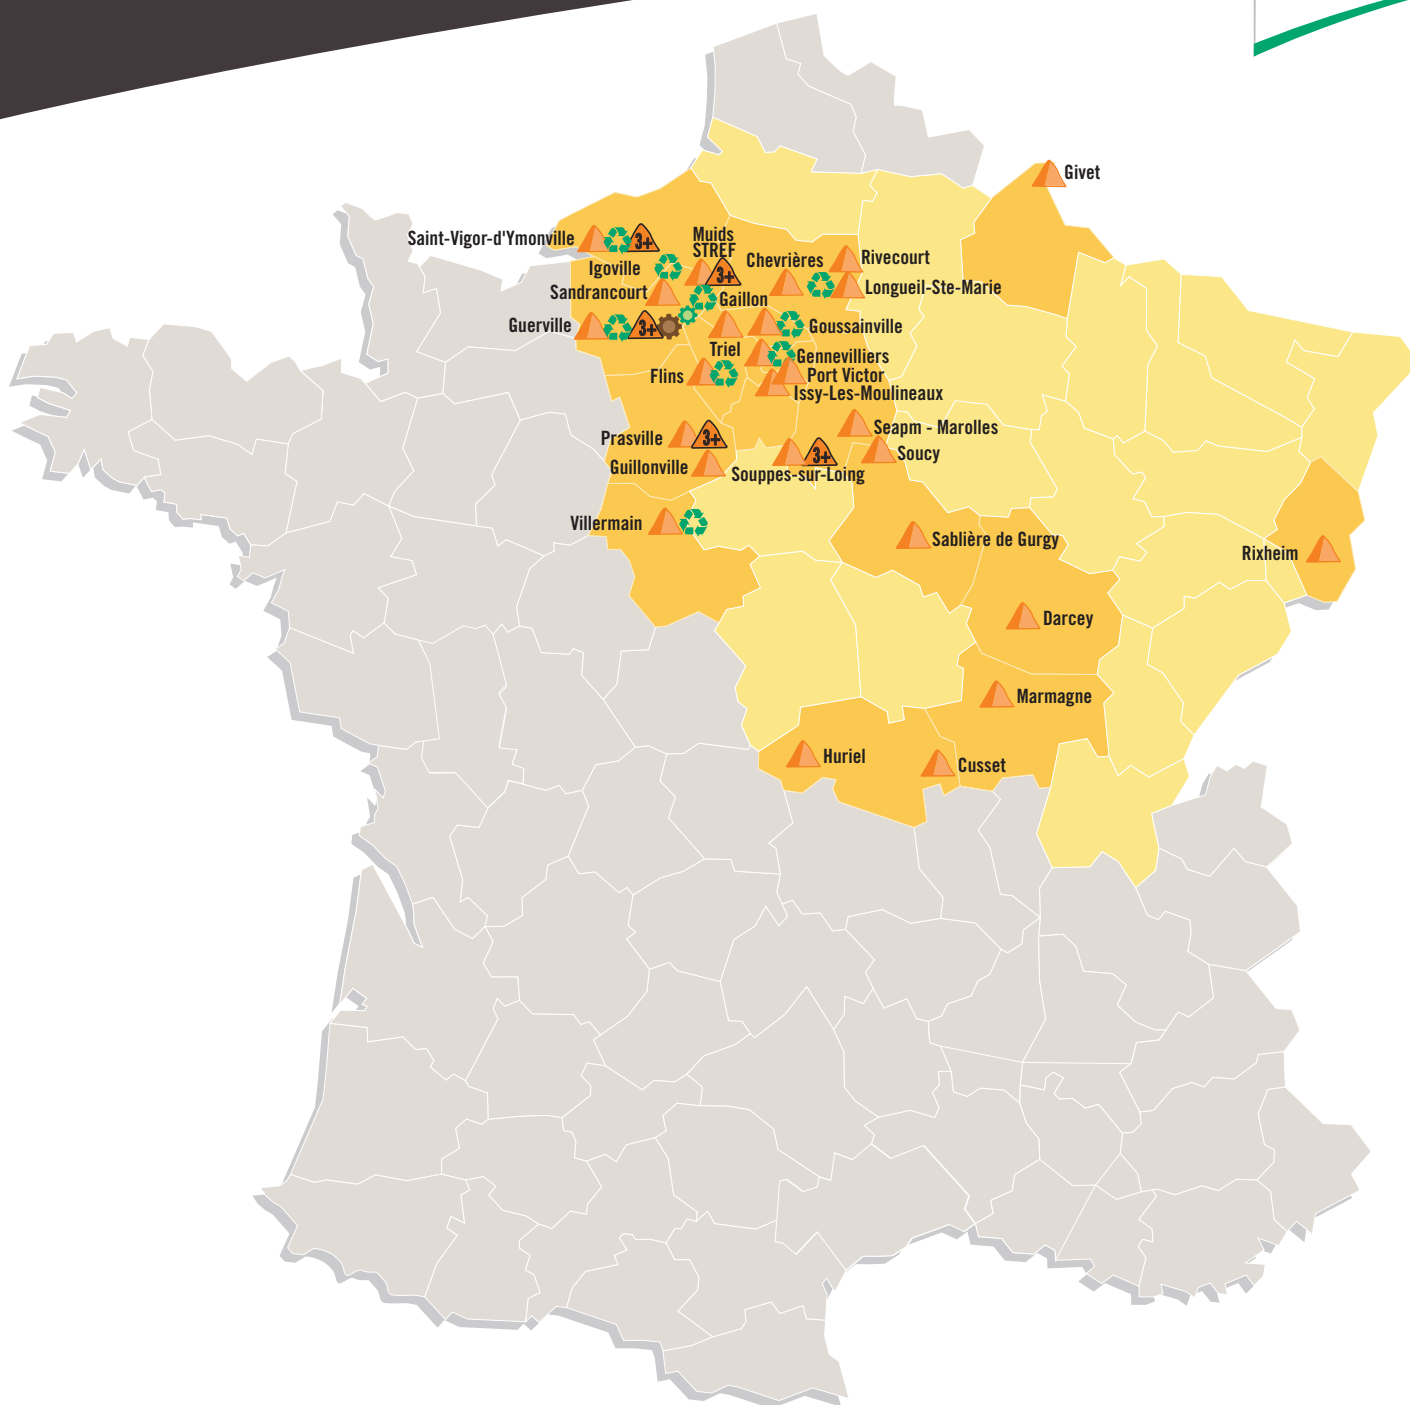 Givet
Saint-Vigor-d'Ymonville
3+
Muids
STREF
3+
Igoville
Chevrières
Rivecourt
Sandrancourt
Gaillon
Longueil-Ste-Marie
Guerville
3+
Goussainville
Triel
Gennevilliers
Flins
Port Victor
Issy-Les-Moulineaux
Prasville
3+
Seapm - Marolles
Guillonville
3+
Soucy
Souppes-sur-Loing
Villermain
Sablière de Gurgy
Rixheim
Darcey
Marmagne
Huriel
Cusset